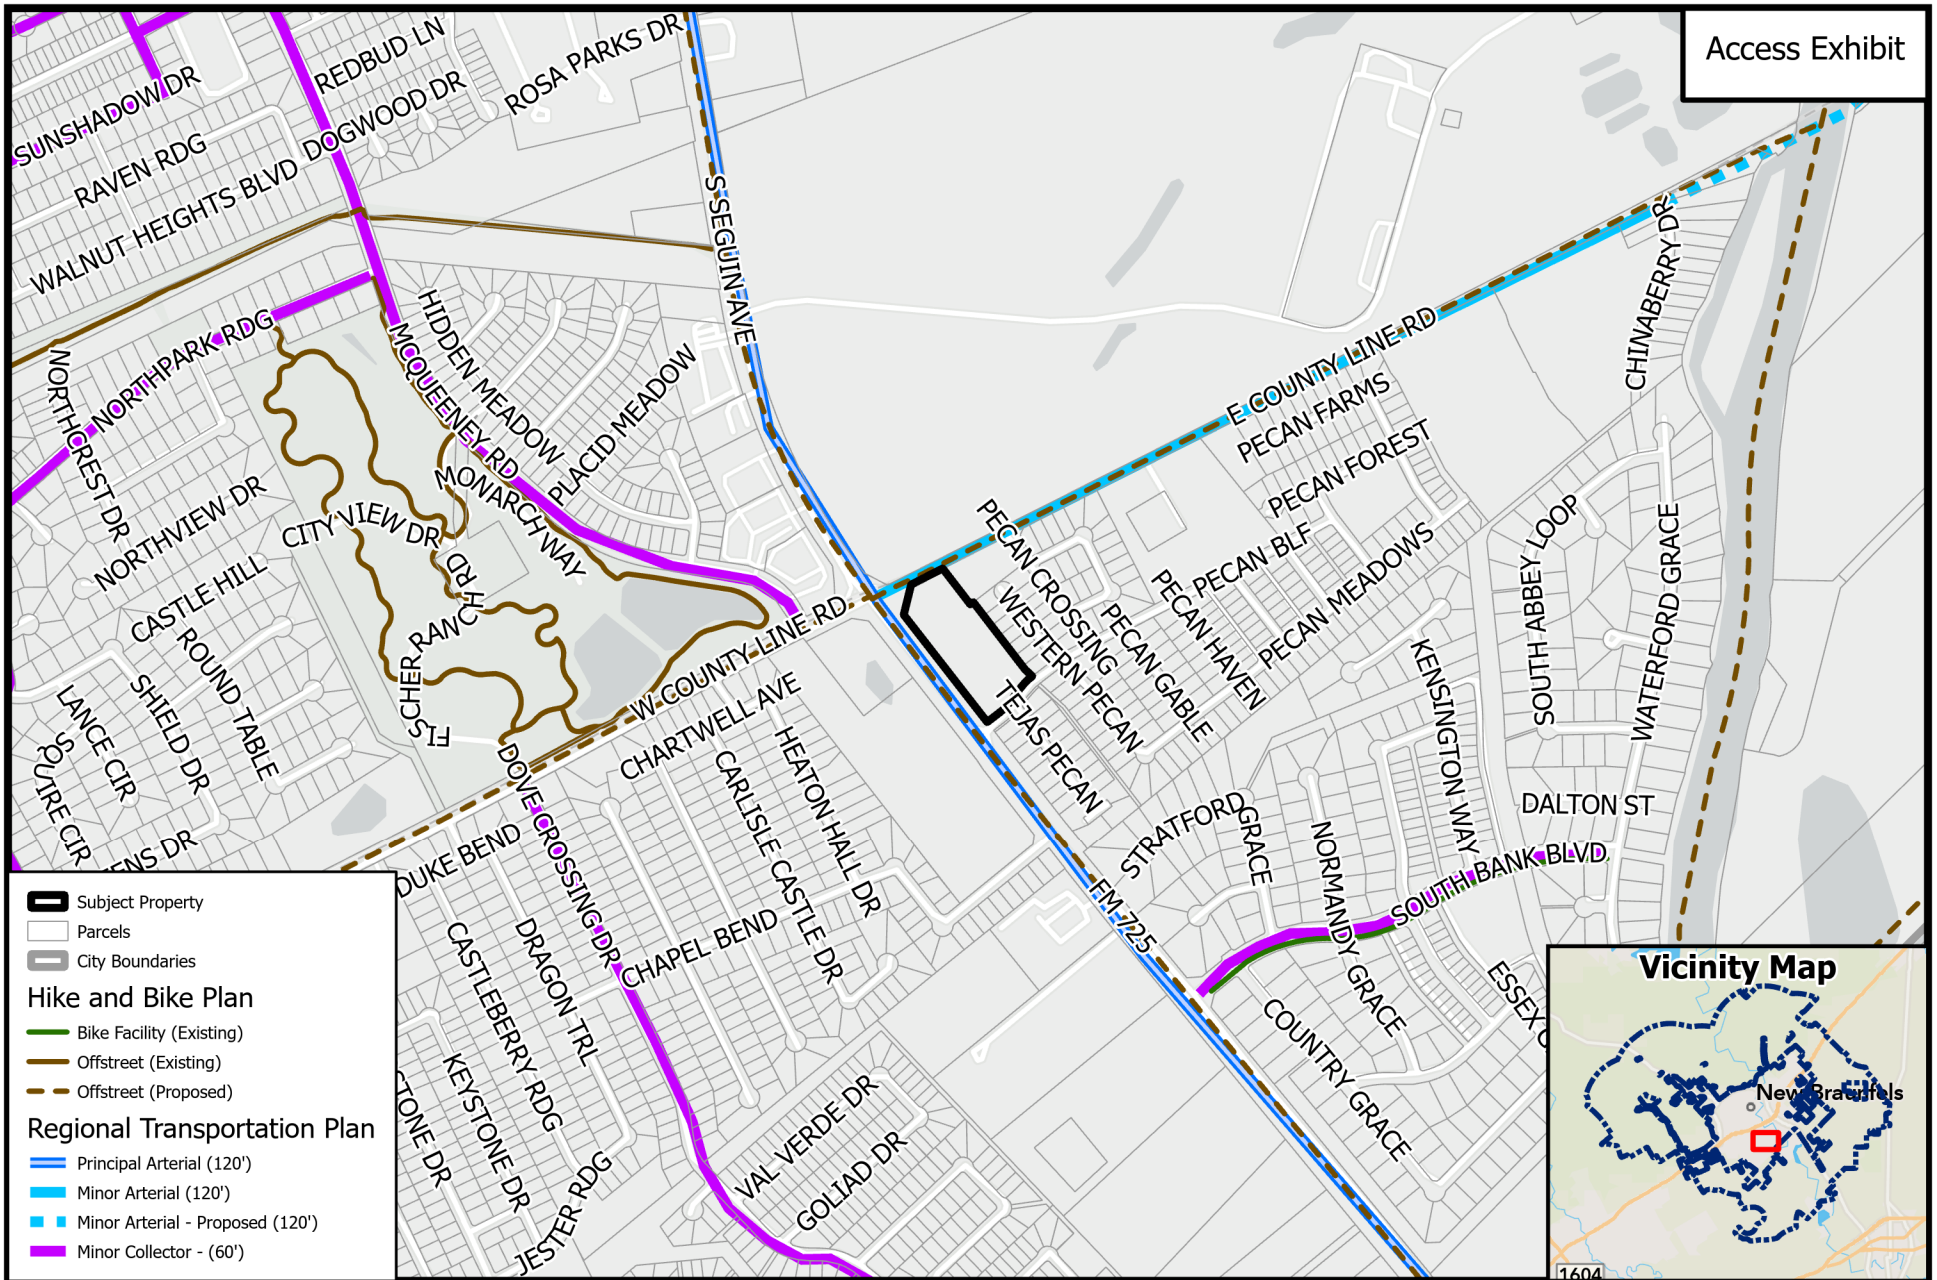 Access Exhibit
REDBUD LN
ROSA PARKS DR
SUNSHADOW DR
DOGWOOD DR
RAVEN RDG
WALNUT HEIGHTS BLVD
S SEGUIN AVE
CHINABERRY DR
HIDDEN MEADOW
NORTHPARK RDG
MCQUEENEY RD
PLACID MEADOW
E COUNTY LINE RD
NORTHCREST DR
PECAN FARMS
PECAN FOREST
MONARCH WAY
NORTHVIEW DR
CITY VIEW DR
PECAN CROSSING
SOUTH ABBEY LOOP
WATERFORD GRACE
PECAN BLF
PECAN MEADOWS
CASTLE HILL
FISCHER RANCH RD
WESTERN PECAN
PECAN HAVEN
PECAN GABLE
W COUNTY LINE RD
ROUND TABLE
SHIELD DR
LANCE CIR
SQUIRE CIR
KENSINGTON WAY
CHARTWELL AVE
TEJAS PECAN
HEATON HALL DR
CARLISLE CASTLE DR
DOVE CROSSING DR
DALTON ST
STRATFORD GRACE
NORMANDY GRACE
SOUTH BANK BLVD
ENS DR
DUKE BEND
FM 725
CHAPEL BEND
CASTLEBERRY RDG
DRAGON TRL
ESSEX C
COUNTRY GRACE
KEYSTONE DR
STONE DR
VAL VERDE DR
GOLIAD DR
JESTER RDG
Subject Property
Parcels
City Boundaries
Hike and Bike Plan
Bike Facility (Existing)
Offstreet (Existing)
Offstreet (Proposed)
Regional Transportation Plan
Principal Arterial (120')
Minor Arterial (120')
Minor Arterial - Proposed (120')
Minor Collector - (60')
Vicinity Map
New Braunfels
1604